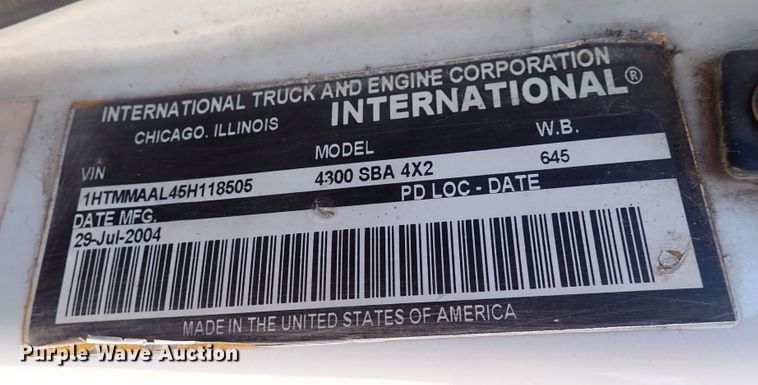 INTERNATIONAL TRUCK AND ENGINE CORPORATION
CHICAGO, ILLINOIS INTERNATIONAL®
VIN MODEL W.B.
1HTMMAAL45H118505 4300 SBA 4X2 645
DATE MFG. PD LOC - DATE
29-Jul-2004
MADE IN THE UNITED STATES OF AMERICA
Purple Wave Auction